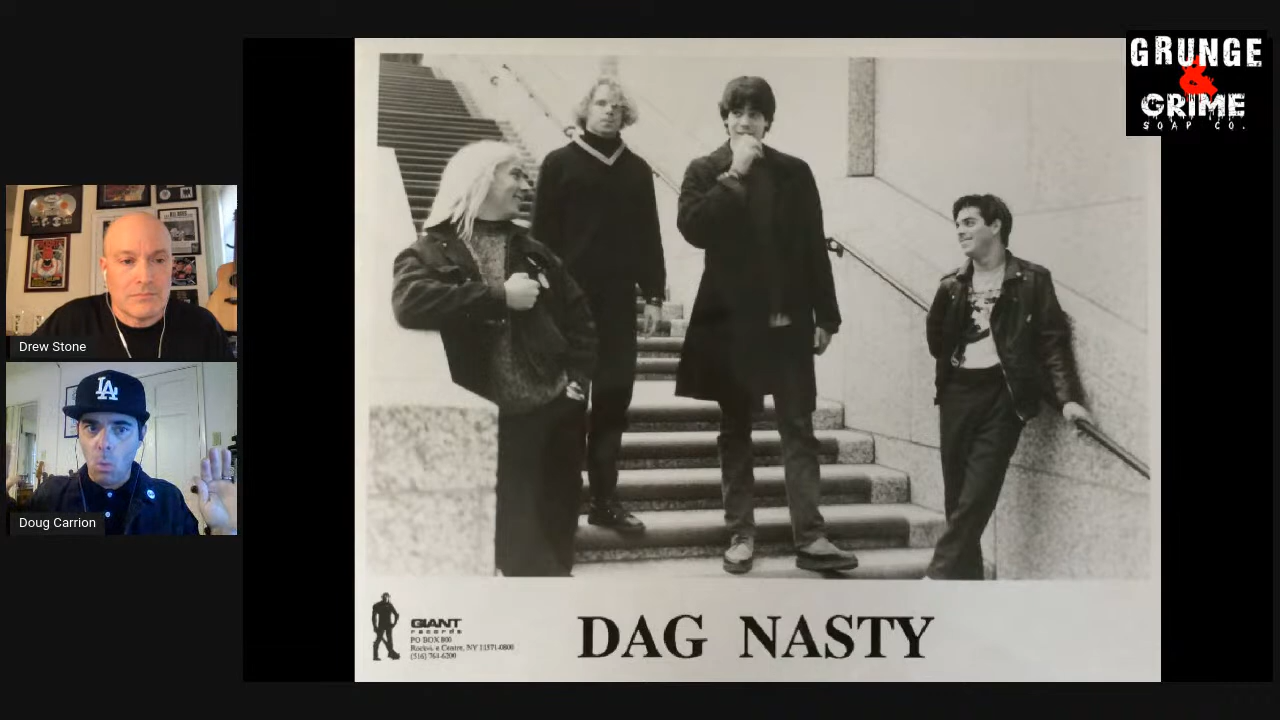 GRUNGE
&
GRIME
SOAP CO.
Drew Stone
LA
Doug Carrion
GIANT
records
PO BOX 800
Rockville Centre, NY 11571-0800
(516) 764-6200
DAG NASTY